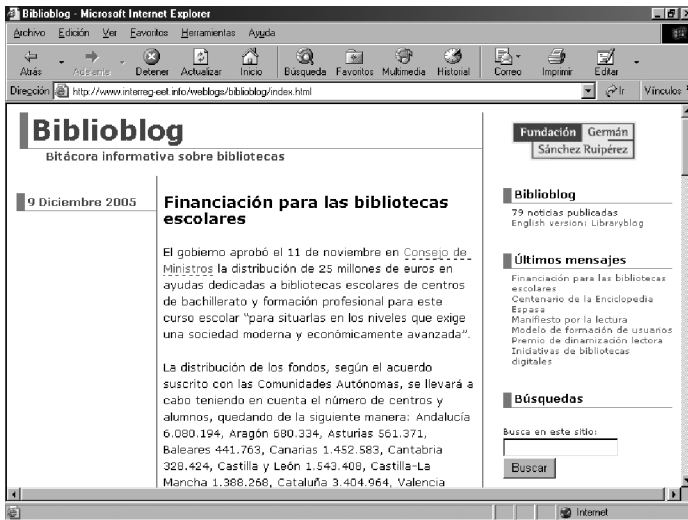 Biblioblog - Microsoft Internet Explorer
Archivo Edición Ver Favoritos Herramientas Ayuda
Atrás Adelante Detener Actualizar Inicio Búsqueda Favoritos Multimedia Historial Correo Imprimir Editar
Dirección http://www.interreg-eet.info/weblogs/biblioblog/index.html Ir Vínculos
Biblioblog
Bitácora informativa sobre bibliotecas
9 Diciembre 2005
Financiación para las bibliotecas
escolares
El gobierno aprobó el 11 de noviembre en Consejo de
Ministros la distribución de 25 millones de euros en
ayudas dedicadas a bibliotecas escolares de centros
de bachillerato y formación profesional para este
curso escolar "para situarlas en los niveles que exige
una sociedad moderna y económicamente avanzada".
La distribución de los fondos, según el acuerdo
suscrito con las Comunidades Autónomas, se llevará a
cabo teniendo en cuenta el número de centros y
alumnos, quedando de la siguiente manera: Andalucía
6.080.194, Aragón 680.334, Asturias 561.371,
Baleares 441.763, Canarias 1.452.583, Cantabria
328.424, Castilla y León 1.543.408, Castilla-La
Mancha 1.388.268, Cataluña 3.404.964, Valencia
Fundación Germán
Sánchez Ruipérez
Biblioblog
79 noticias publicadas
English version: Libraryblog
Últimos mensajes
Financiación para las bibliotecas
escolares
Centenario de la Enciclopedia
Espasa
Manifiesto por la lectura
Modelo de formación de usuarios
Premio de dinamización lectora
Iniciativas de bibliotecas
digitales
Búsquedas
Busca en este sitio:
Buscar
Internet